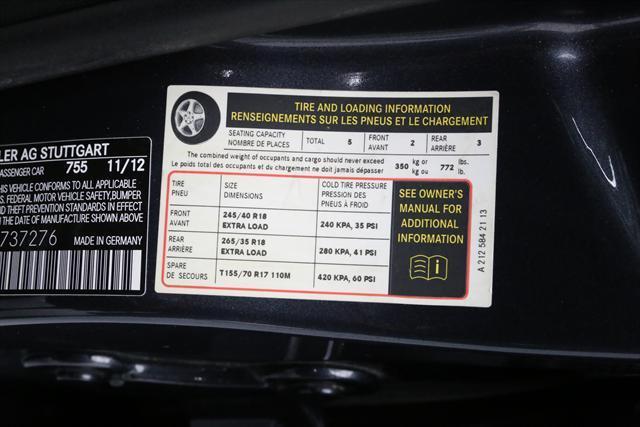 LER AG STUTTGART
PASSENGER CAR 755 11/12
HIS VEHICLE CONFORMS TO ALL APPLICABLE
S. FEDERAL MOTOR VEHICLE SAFETY, BUMPER
D THEFT PREVENTION STANDARDS IN EFFECT
N THE DATE OF MANUFACTURE SHOWN ABOVE
737276 MADE IN GERMANY
TIRE AND LOADING INFORMATION
RENSEIGNEMENTS SUR LES PNEUS ET LE CHARGEMENT
SEATING CAPACITY
NOMBRE DE PLACES
TOTAL 5
FRONT
AVANT 2
REAR
ARRIÈRE 3
The combined weight of occupants and cargo should never exceed
Le poids total des occupants et du chargement ne doit jamais dépasser
350 kg or
kg ou
772 lbs.
lb.
TIRE
PNEU
SIZE
DIMENSIONS
COLD TIRE PRESSURE
PRESSION DES
PNEUS À FROID
FRONT
AVANT
245/40 R18
EXTRA LOAD
240 KPA, 35 PSI
REAR
ARRIÈRE
265/35 R18
EXTRA LOAD
280 KPA, 41 PSI
SPARE
DE SECOURS
T155/70 R17 110M
420 KPA, 60 PSI
SEE OWNER'S
MANUAL FOR
ADDITIONAL
INFORMATION
A 212 584 21 13